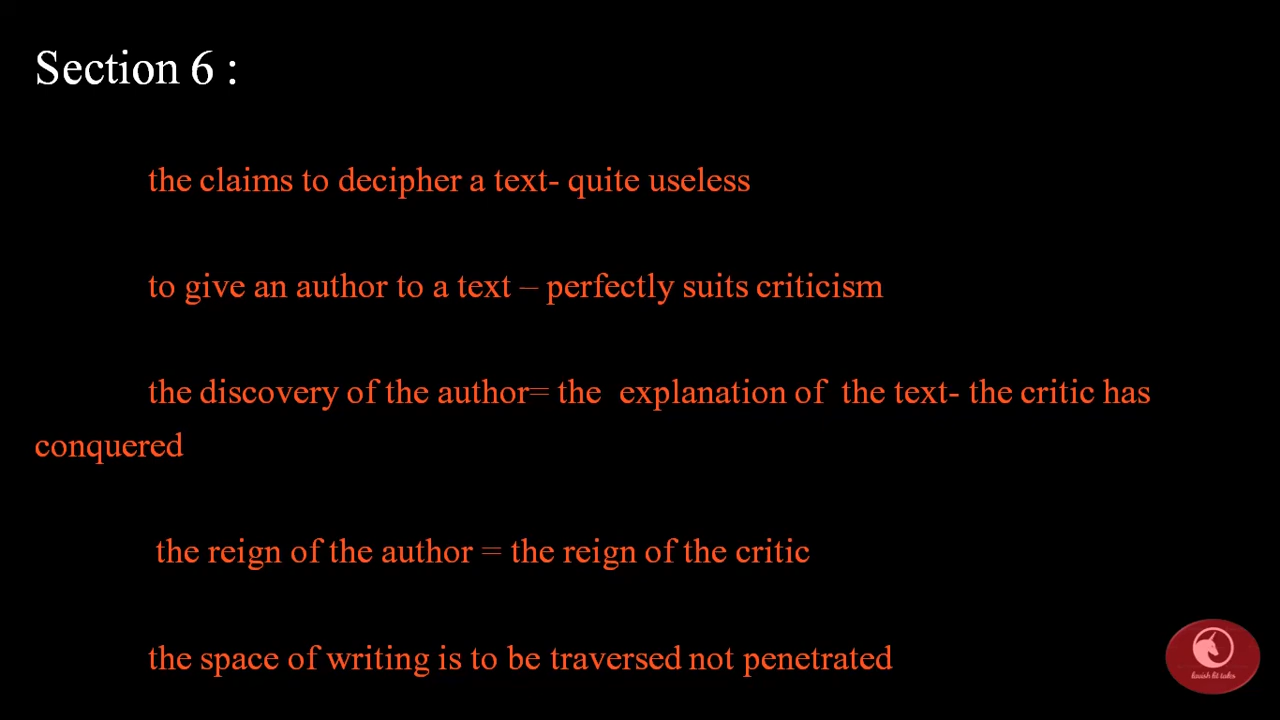 Section 6 :
the claims to decipher a text- quite useless
to give an author to a text – perfectly suits criticism
the discovery of the author= the  explanation of  the text- the critic has
conquered
the reign of the author = the reign of the critic
the space of writing is to be traversed not penetrated